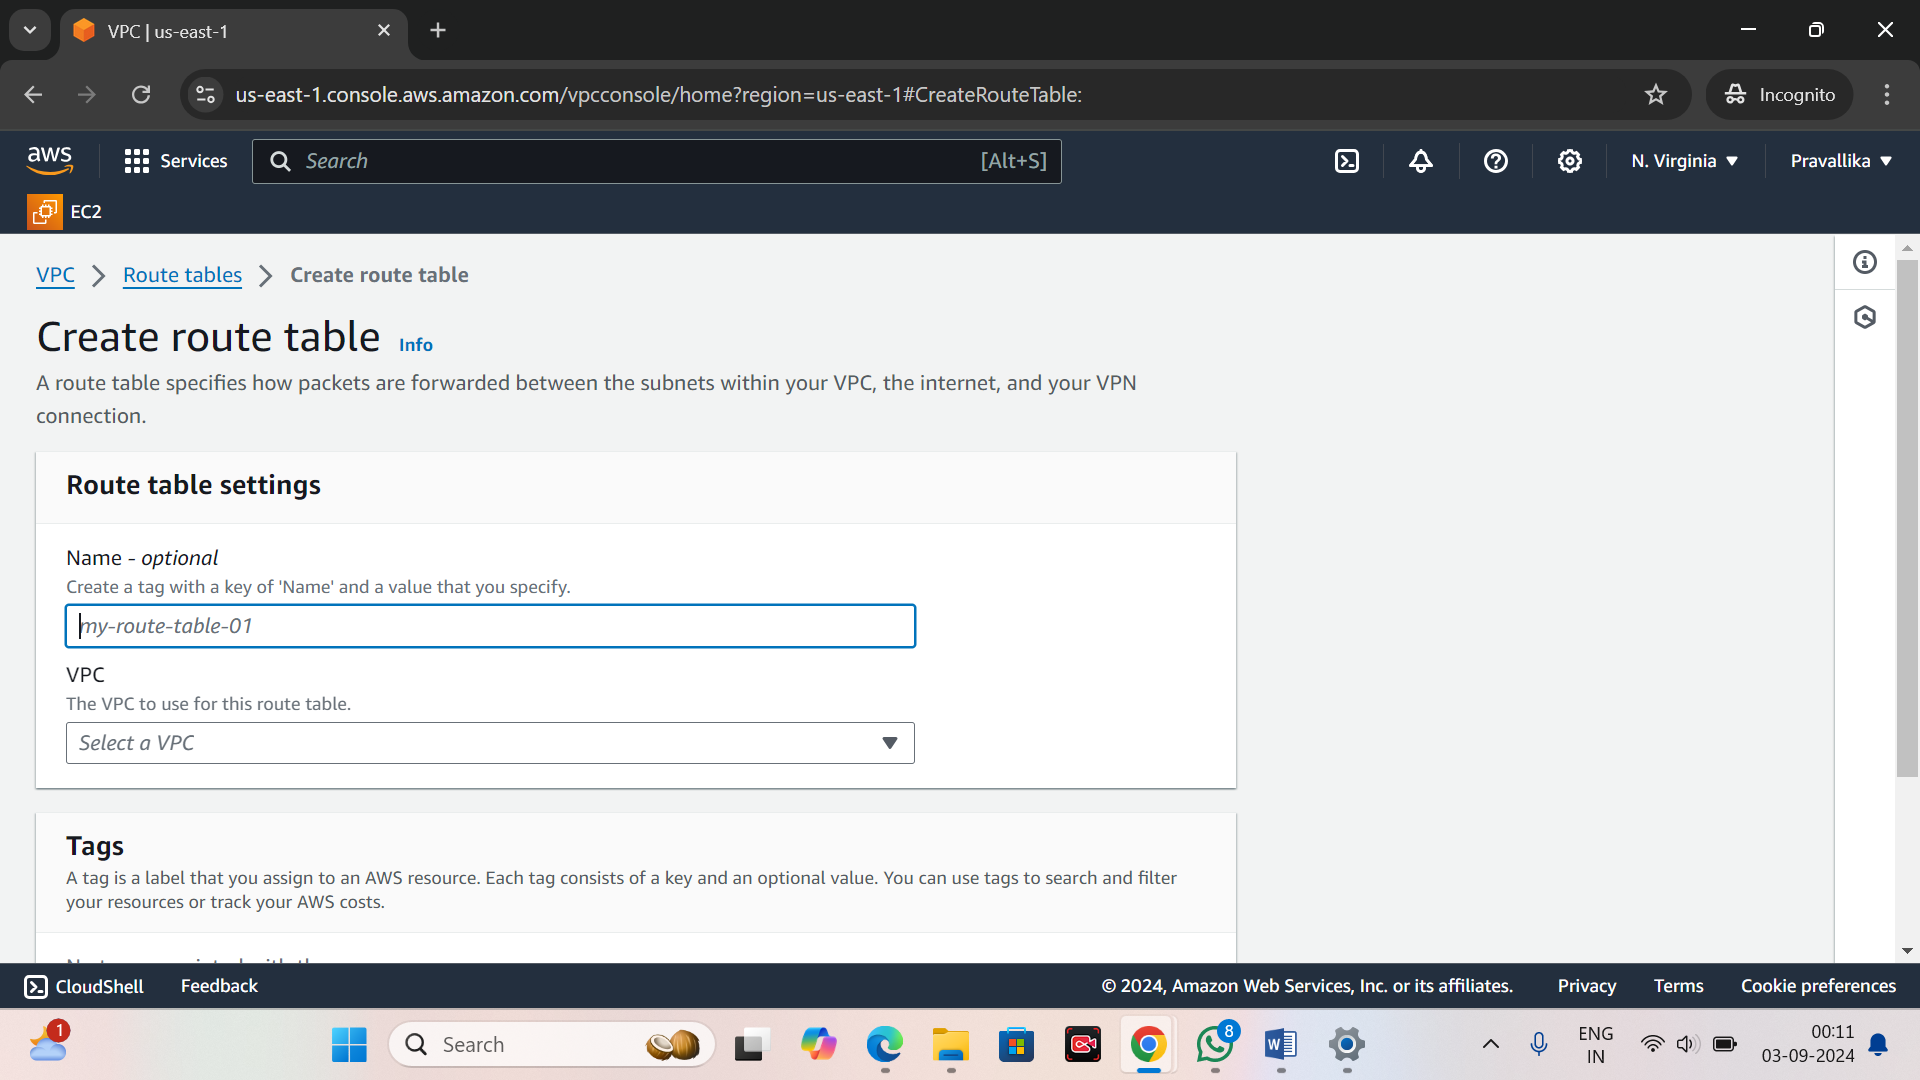 VPC | us-east-1
us-east-1.console.aws.amazon.com/vpcconsole/home?region=us-east-1#CreateRouteTable:
Incognito
aws
Services
Search
[Alt+S]
N. Virginia
Pravallika
EC2
VPC
Route tables
Create route table
Create route table
Info
A route table specifies how packets are forwarded between the subnets within your VPC, the internet, and your VPN
connection.
Route table settings
Name - optional
Create a tag with a key of 'Name' and a value that you specify.
my-route-table-01
VPC
The VPC to use for this route table.
Select a VPC
Tags
A tag is a label that you assign to an AWS resource. Each tag consists of a key and an optional value. You can use tags to search and filter
your resources or track your AWS costs.
CloudShell
Feedback
© 2024, Amazon Web Services, Inc. or its affiliates.
Privacy
Terms
Cookie preferences
1
Search
8
W
ENG
IN
00:11
03-09-2024